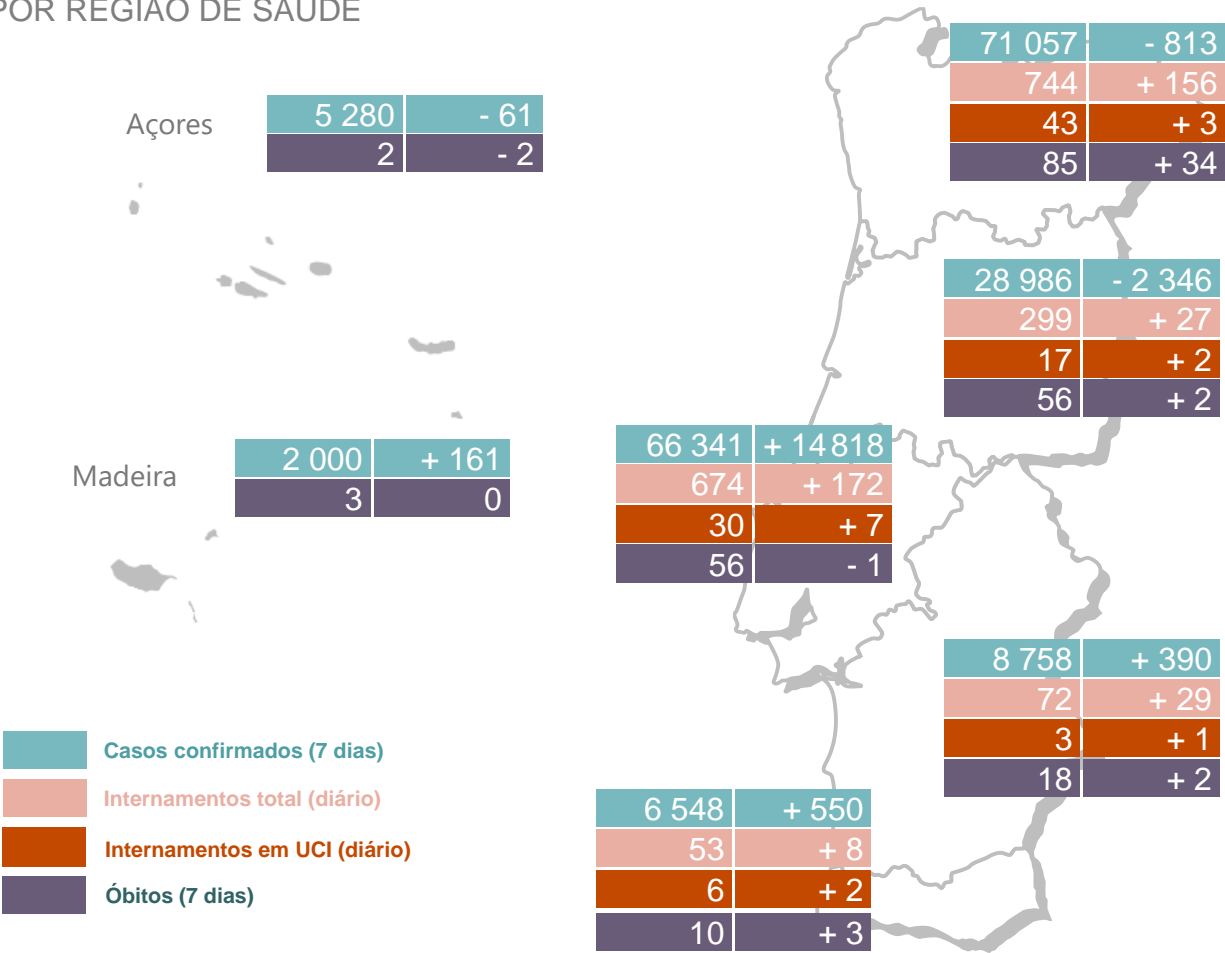 POR REGIÃO DE SAÚDE
71 057 - 813
744 + 156
43 + 3
85 + 34
Açores
5 280 - 61
2 - 2
28 986 - 2 346
299 + 27
17 + 2
56 + 2
Madeira
2 000 + 161
3 0
66 341 + 14 818
674 + 172
30 + 7
56 - 1
8 758 + 390
72 + 29
3 + 1
18 + 2
Casos confirmados (7 dias)
Internamentos total (diário)
Internamentos em UCI (diário)
Óbitos (7 dias)
6 548 + 550
53 + 8
6 + 2
10 + 3